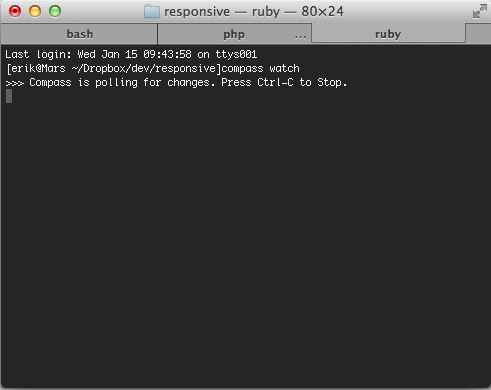 responsive — ruby — 80×24
bash
php ...
ruby
Last login: Wed Jan 15 09:43:58 on ttys001
[erik@Mars ~/Dropbox/dev/responsive]compass watch
>>> Compass is polling for changes. Press Ctrl-C to Stop.